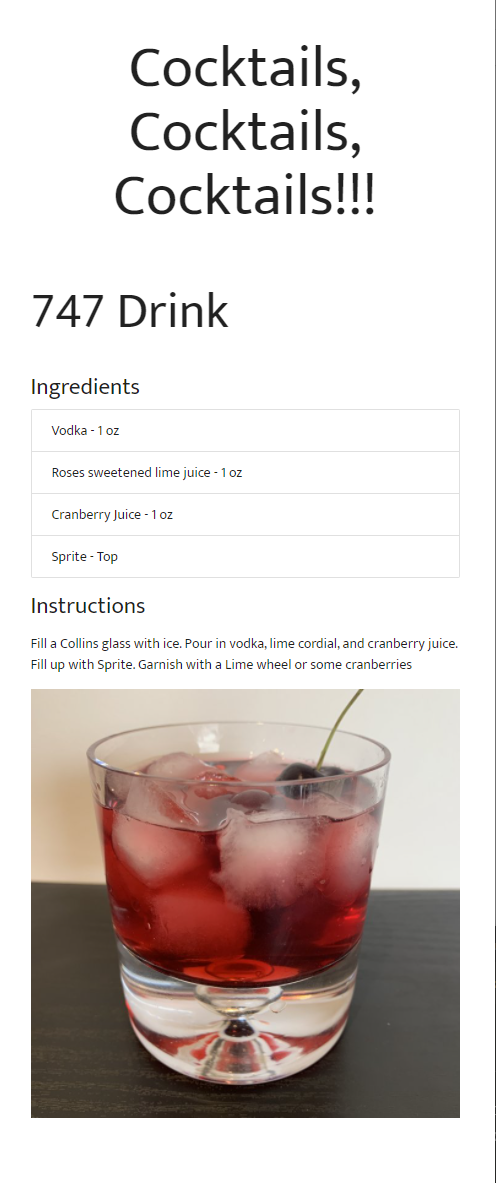 Cocktails,
Cocktails,
Cocktails!!!
747 Drink
Ingredients
Vodka - 1 oz
Roses sweetened lime juice - 1 oz
Cranberry Juice - 1 oz
Sprite - Top
Instructions
Fill a Collins glass with ice. Pour in vodka, lime cordial, and cranberry juice.
Fill up with Sprite. Garnish with a Lime wheel or some cranberries